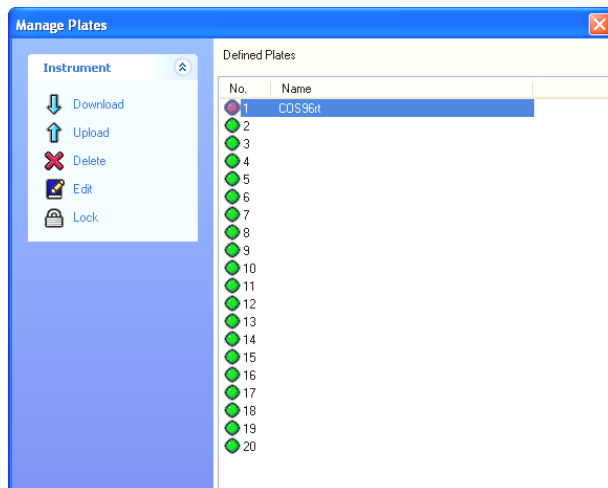 Manage Plates
Instrument
Download
Upload
Delete
Edit
Lock
Defined Plates
No. Name
1 COS96rt
2
3
4
5
6
7
8
9
10
11
12
13
14
15
16
17
18
19
20